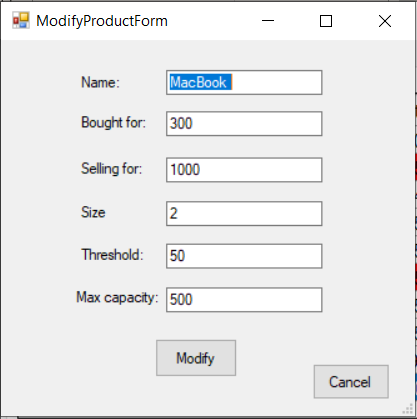 ModifyProductForm
Name: MacBook
Bought for: 300
Selling for: 1000
Size 2
Threshold: 50
Max capacity: 500
Modify
Cancel